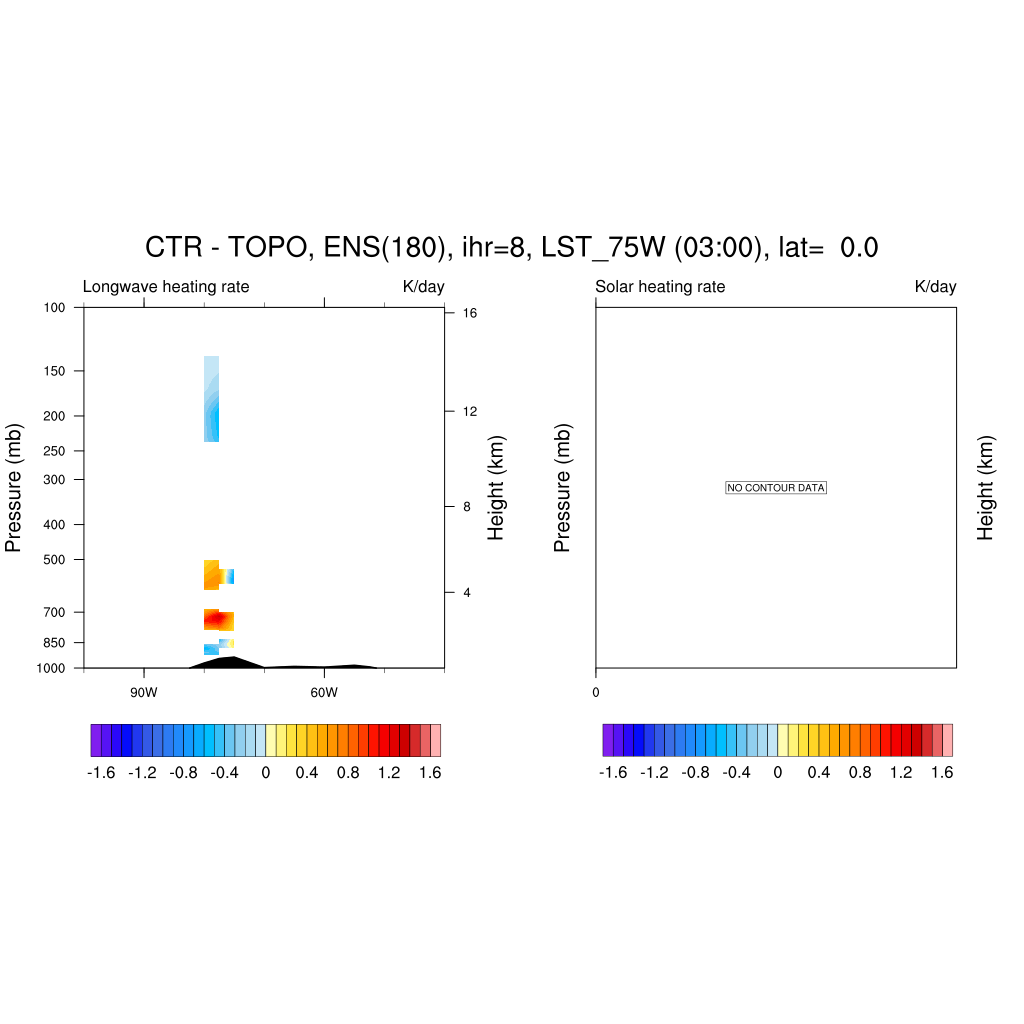 CTR - TOPO, ENS(180), ihr=8, LST_75W (03:00), lat=  0.0
Longwave heating rate
K/day
100
150
200
250
300
400
500
700
850
1000
Pressure (mb)
16
12
8
4
Height (km)
90W
60W
-1.6 -1.2 -0.8 -0.4 0 0.4 0.8 1.2 1.6
Solar heating rate
K/day
Pressure (mb)
NO CONTOUR DATA
Height (km)
0
-1.6 -1.2 -0.8 -0.4 0 0.4 0.8 1.2 1.6